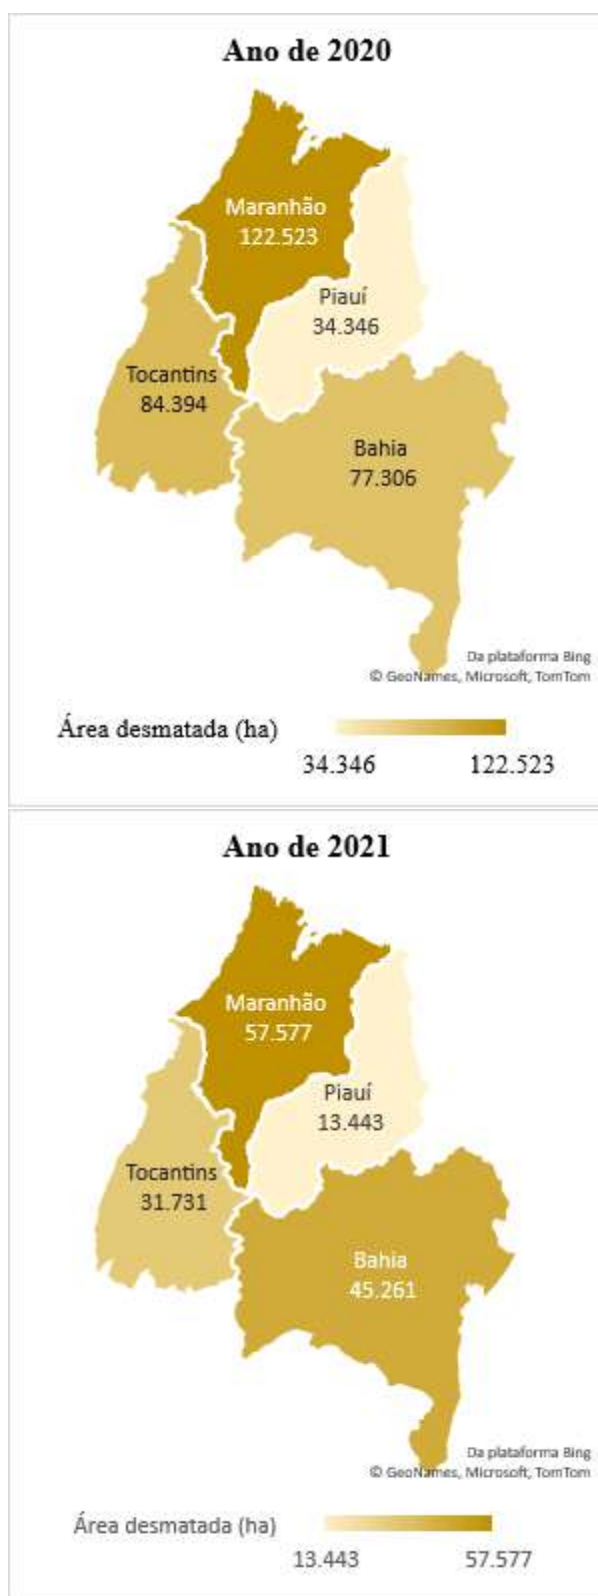 Ano de 2020
Maranhão
122.523
Piauí
34.346
Tocantins
84.394
Bahia
77.306
Da plataforma Bing
© GeoNames, Microsoft, TomTom
Área desmatada (ha)
34.346 122.523
Ano de 2021
Maranhão
57.577
Piauí
13.443
Tocantins
31.731
Bahia
45.261
Da plataforma Bing
© GeoNames, Microsoft, TomTom
Área desmatada (ha)
13.443 57.577